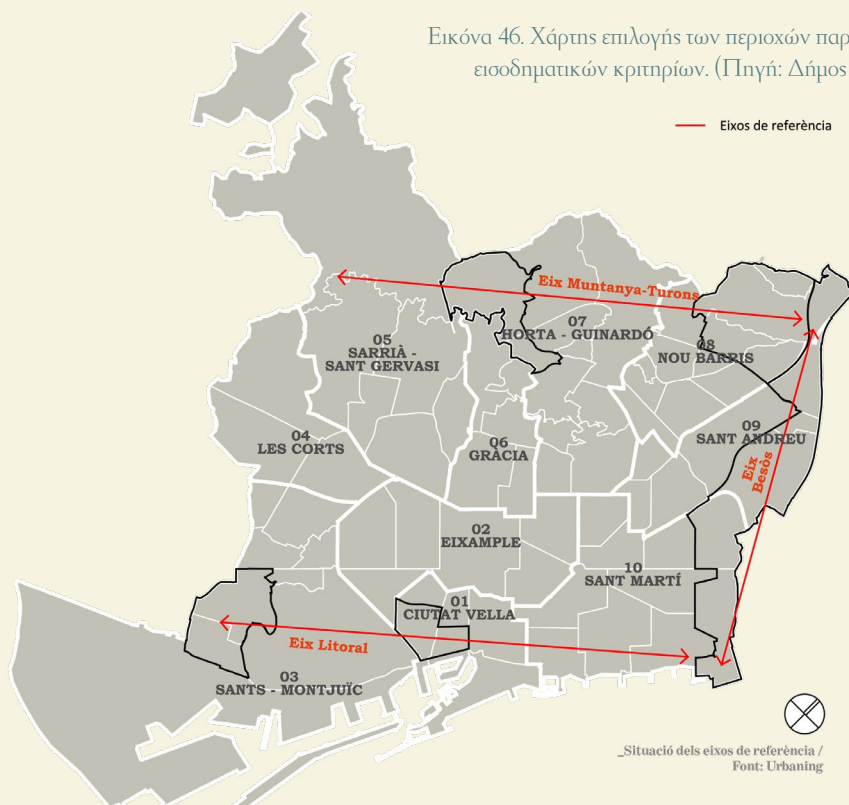 Εικόνα 46. Χάρτης επιλογής των περιοχών παρ
εισοδηματικών κριτηρίων. (Πηγή: Δήμος
Eixos de referència
Eix Muntanya-Turons
07
HORTA - GUINARDÓ
05
SARRIÀ -
SANT GERVASI
08
NOU BARRIS
04
LES CORTS
06
GRÀCIA
09
SANT ANDREU
Eix
Besòs
02
EIXAMPLE
10
SANT MARTÍ
01
CIUTAT VELLA
Eix Litoral
03
SANTS - MONTJUÏC
_Situació dels eixos de referència /
Font: Urbaning